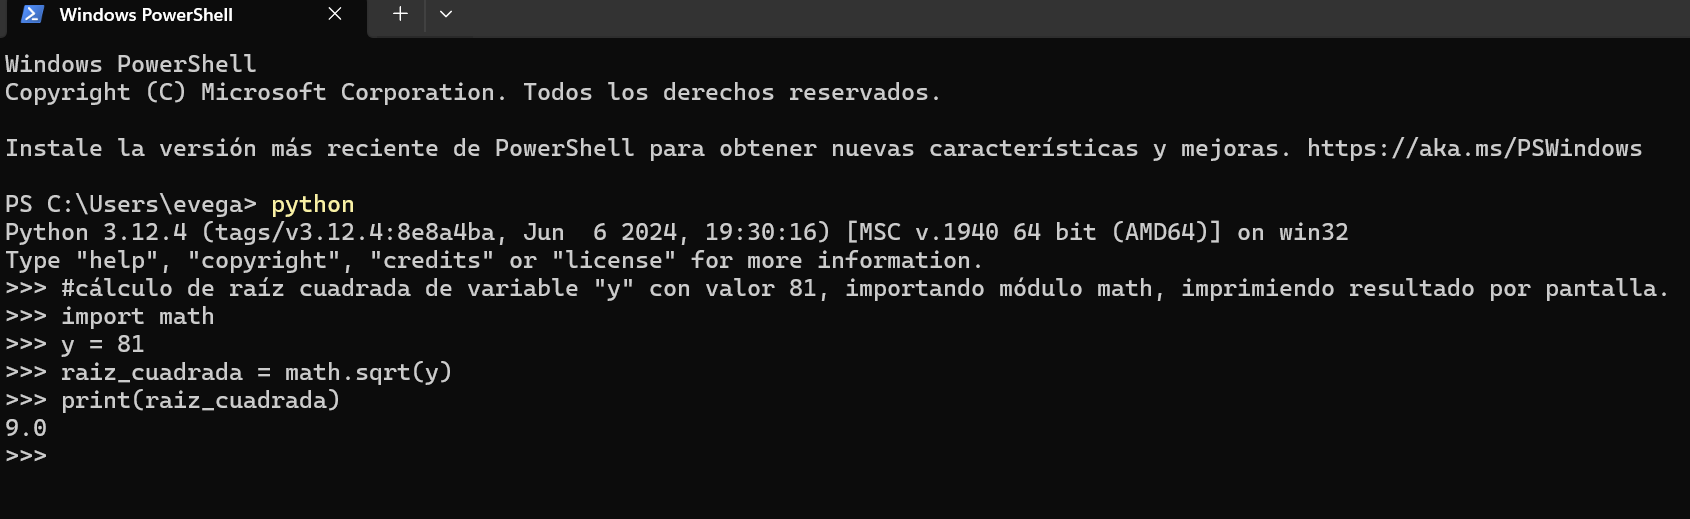 Windows PowerShell
Windows PowerShell
Copyright (C) Microsoft Corporation. Todos los derechos reservados.
Instale la versión más reciente de PowerShell para obtener nuevas características y mejoras. https://aka.ms/PSWindows
PS C:\Users\evega> python
Python 3.12.4 (tags/v3.12.4:8e8a4ba, Jun  6 2024, 19:30:16) [MSC v.1940 64 bit (AMD64)] on win32
Type "help", "copyright", "credits" or "license" for more information.
>>> #cálculo de raíz cuadrada de variable "y" con valor 81, importando módulo math, imprimiendo resultado por pantalla.
>>> import math
>>> y = 81
>>> raiz_cuadrada = math.sqrt(y)
>>> print(raiz_cuadrada)
9.0
>>>